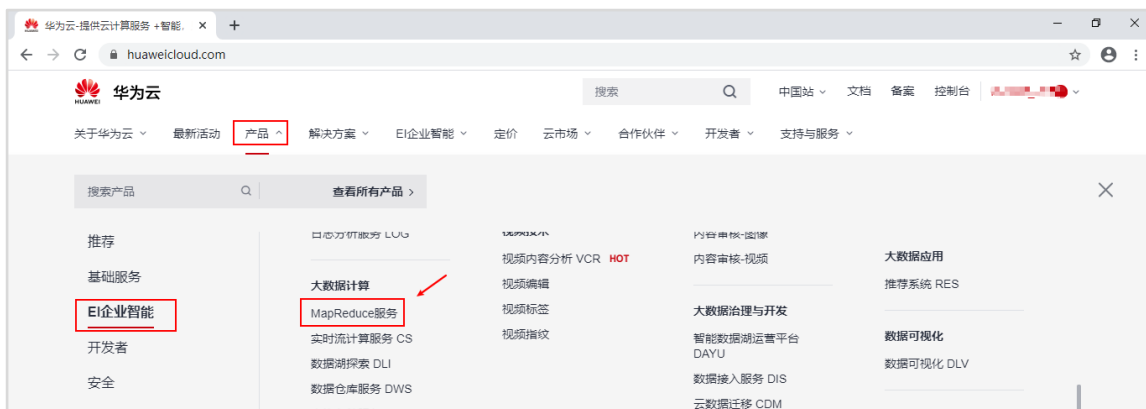 华为云-提供云计算服务 +智能,
huaweicloud.com
HUAWEI 华为云 搜索 中国站 文档 备案 控制台
关于华为云 最新活动 产品 解决方案 EI企业智能 定价 云市场 合作伙伴 开发者 支持与服务
搜索产品 查看所有产品
推荐
基础服务
EI企业智能
开发者
安全
日志分析服务 LOG
大数据计算
MapReduce服务
实时流计算服务 CS
数据湖探索 DLI
数据仓库服务 DWS
视频技术
视频内容分析 VCR HOT
视频编辑
视频标签
视频指纹
内容审核-图像
内容审核-视频
大数据治理与开发
智能数据湖运营平台
DAYU
数据接入服务 DIS
云数据迁移 CDM
大数据应用
推荐系统 RES
数据可视化
数据可视化 DLV